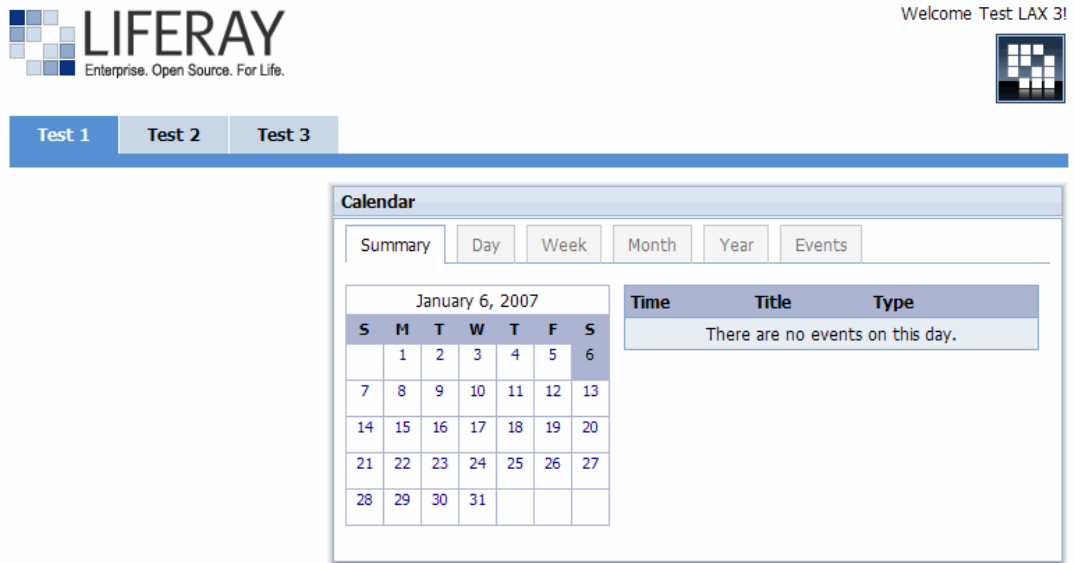 LIFERAY
Enterprise. Open Source. For Life.
Welcome Test LAX 3!
Test 1 Test 2 Test 3
Calendar
Summary Day Week Month Year Events
January 6, 2007
S M T W T F S
1 2 3 4 5 6
7 8 9 10 11 12 13
14 15 16 17 18 19 20
21 22 23 24 25 26 27
28 29 30 31
Time Title Type
There are no events on this day.